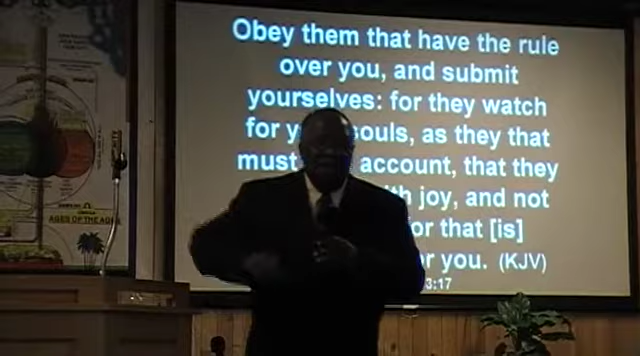 Obey them that have the rule
over you, and submit
yourselves: for they watch
for y souls, as they that
must account, that they
th joy, and not
or that [is]
or you. (KJV)
3:17
AGES OF THE AGES